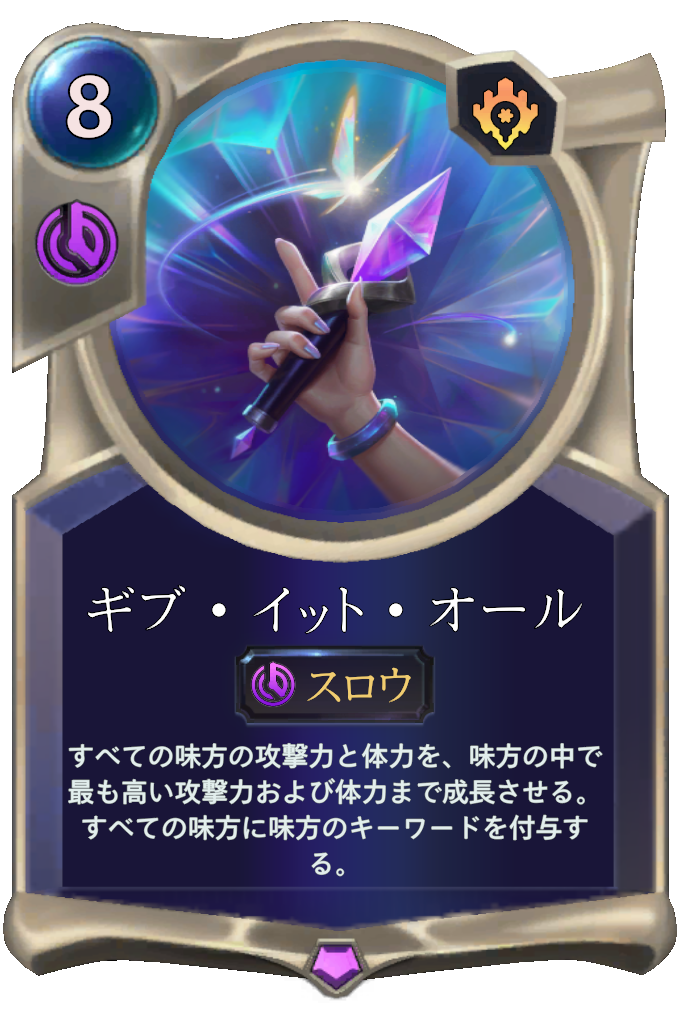 8
ギブ・イット・オール
スロウ
すべての味方の攻撃力と体力を、味方の中で
最も高い攻撃力および体力まで成長させる。
すべての味方に味方のキーワードを付与す
る。